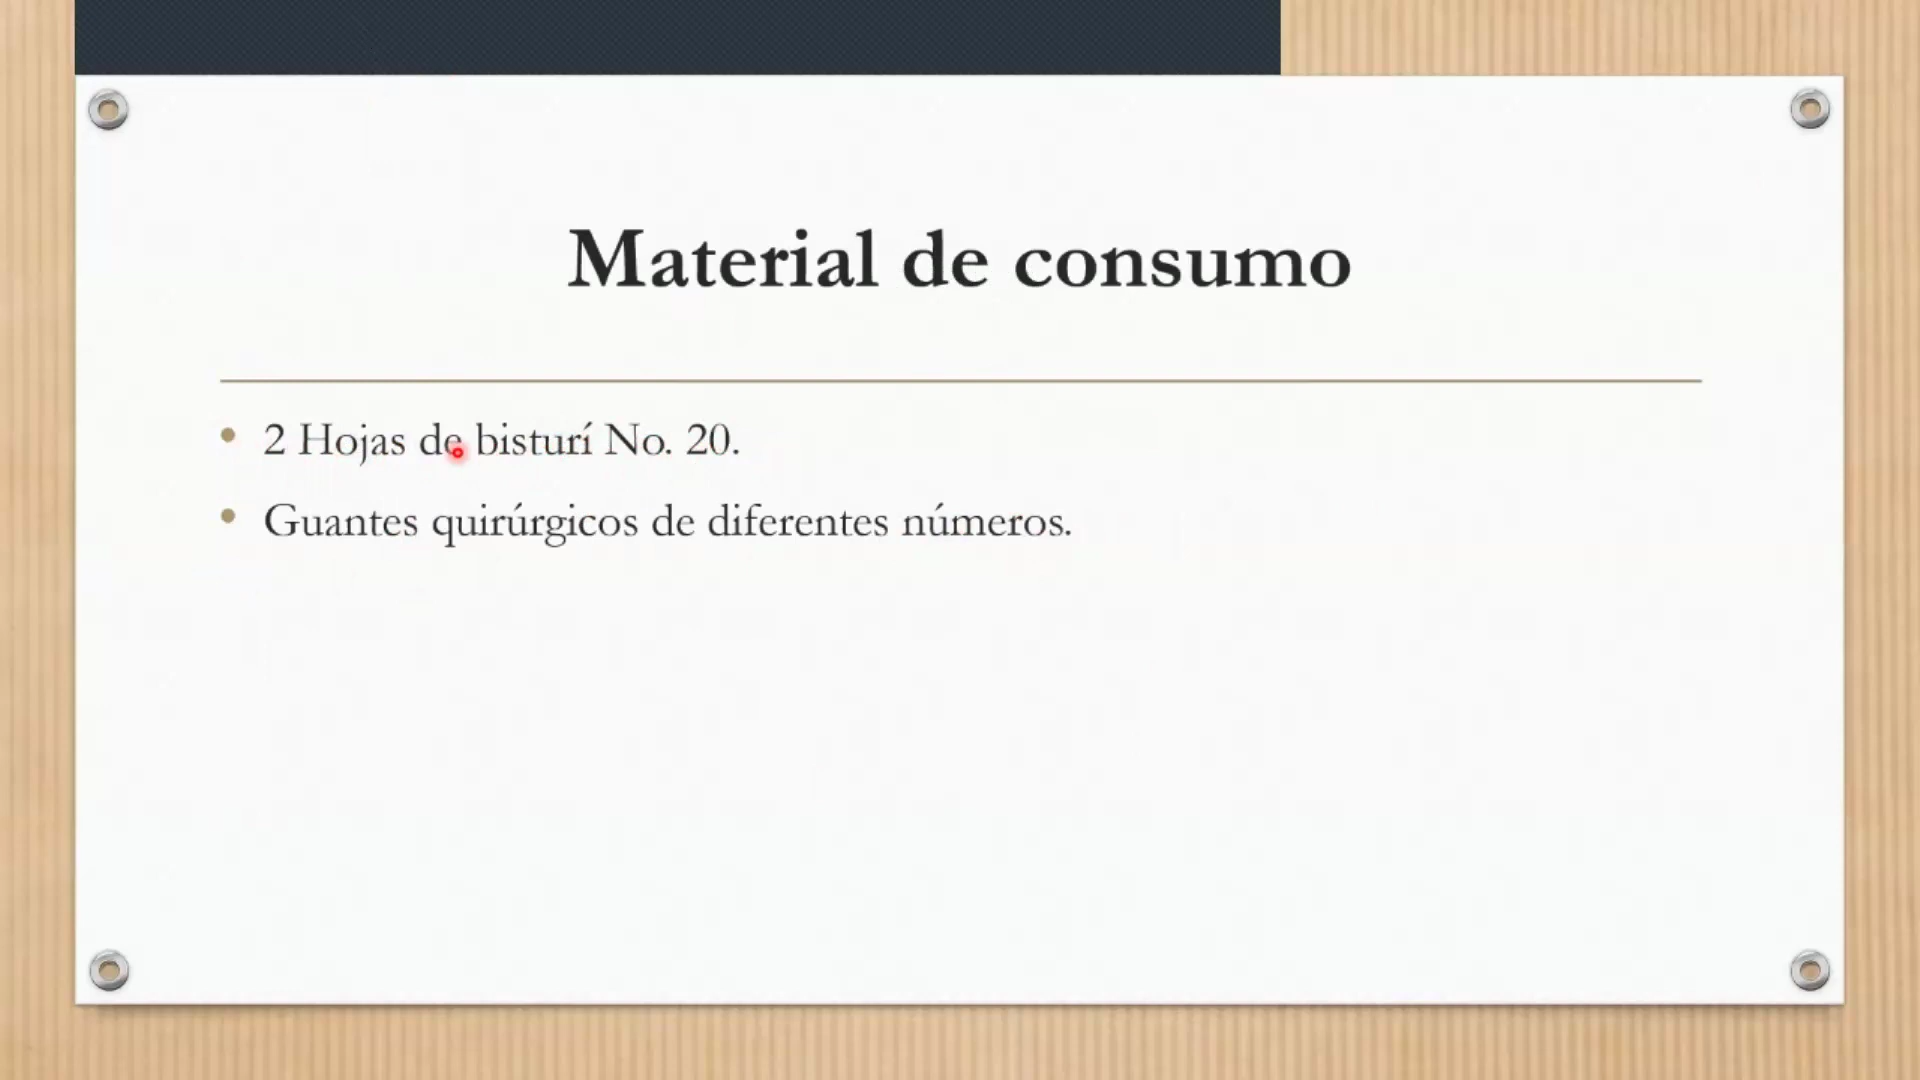 Material de consumo
2 Hojas de bisturí No. 20.
Guantes quirúrgicos de diferentes números.